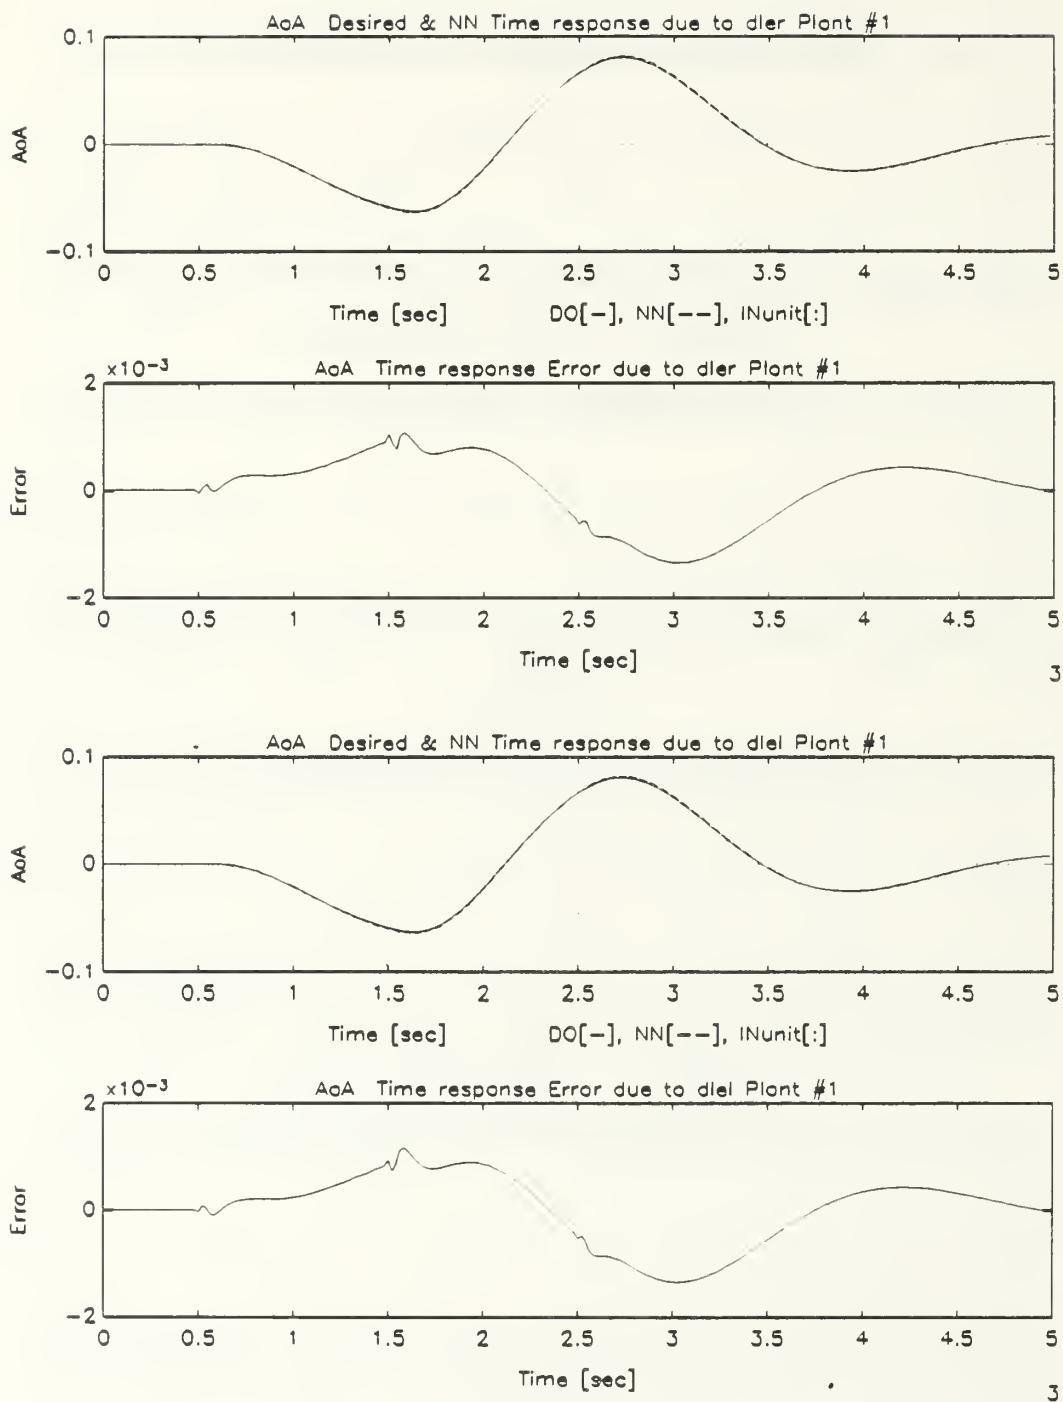 AoA Desired & NN Time response due to dler Plant #1
0.1
0
-0.1
AoA
0 0.5 1 1.5 2 2.5 3 3.5 4 4.5 5
Time [sec] DO[-], NN[--], INunit[:]
x10-3
AoA Time response Error due to dler Plant #1
2
0
-2
Error
0 0.5 1 1.5 2 2.5 3 3.5 4 4.5 5
Time [sec]
3
AoA Desired & NN Time response due to dlel Plant #1
0.1
0
-0.1
AoA
0 0.5 1 1.5 2 2.5 3 3.5 4 4.5 5
Time [sec] DO[-], NN[--], INunit[:]
x10-3
AoA Time response Error due to dlel Plant #1
2
0
-2
Error
0 0.5 1 1.5 2 2.5 3 3.5 4 4.5 5
Time [sec]
3